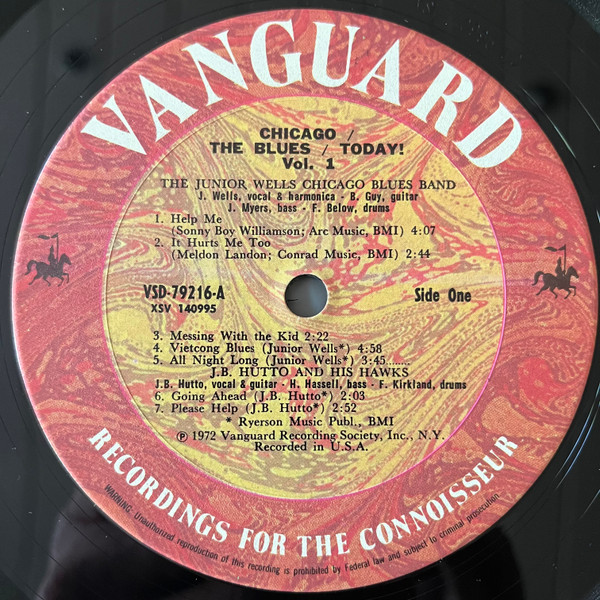 VANGUARD
CHICAGO /
THE BLUES / TODAY!
Vol. 1
THE JUNIOR WELLS CHICAGO BLUES BAND
J. Wells, vocal & harmonica - B. Guy, guitar
J. Myers, bass - F. Below, drums
1. Help Me
(Sonny Boy Williamson; Arc Music, BMI) 4:07
2. It Hurts Me Too
(Meldon Landon; Conrad Music, BMI) 2:44
VSD-79216-A
XSV 140995
Side One
3. Messing With the Kid 2:22
4. Vietcong Blues (Junior Wells*) 4:58
5. All Night Long (Junior Wells*) 3:45........
J.B. HUTTO AND HIS HAWKS
J.B. Hutto, vocal & guitar - H. Hassell, bass - F. Kirkland, drums
6. Going Ahead (J.B. Hutto*) 2:03
7. Please Help (J.B. Hutto*) 2:52
* Ryerson Music Publ., BMI
℗ 1972 Vanguard Recording Society, Inc., N.Y.
Recorded in U.S.A.
RECORDINGS FOR THE CONNOISSEUR
WARNING: Unauthorized reproduction of this recording is prohibited by Federal law and subject to criminal prosecution.